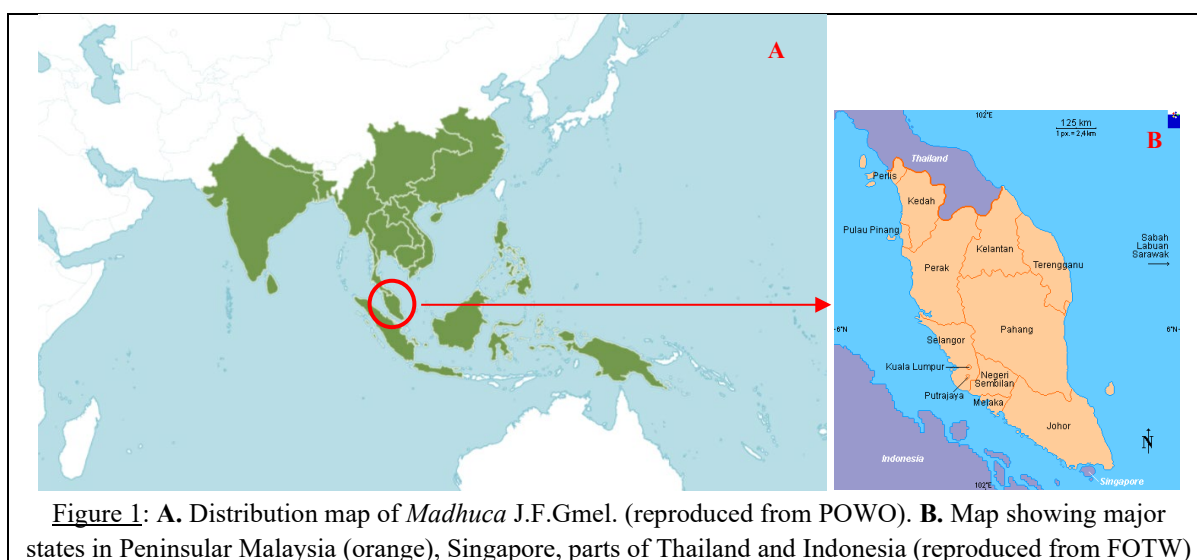 A
B
102°E
125 km
1 px. = 2,4 km
Thailand
Perlis
Kedah
Pulau Pinang
Kelantan
Terengganu
Sabah
Labuan
Sarawak
Perak
6°N
6°N
Pahang
Selangor
Kuala Lumpur
Negeri
Sembilan
Putrajaya
Melaka
Johor
N
Indonesia
102°E
Singapore
Figure 1: A. Distribution map of Madhuca J.F.Gmel. (reproduced from POWO). B. Map showing major
states in Peninsular Malaysia (orange), Singapore, parts of Thailand and Indonesia (reproduced from FOTW)